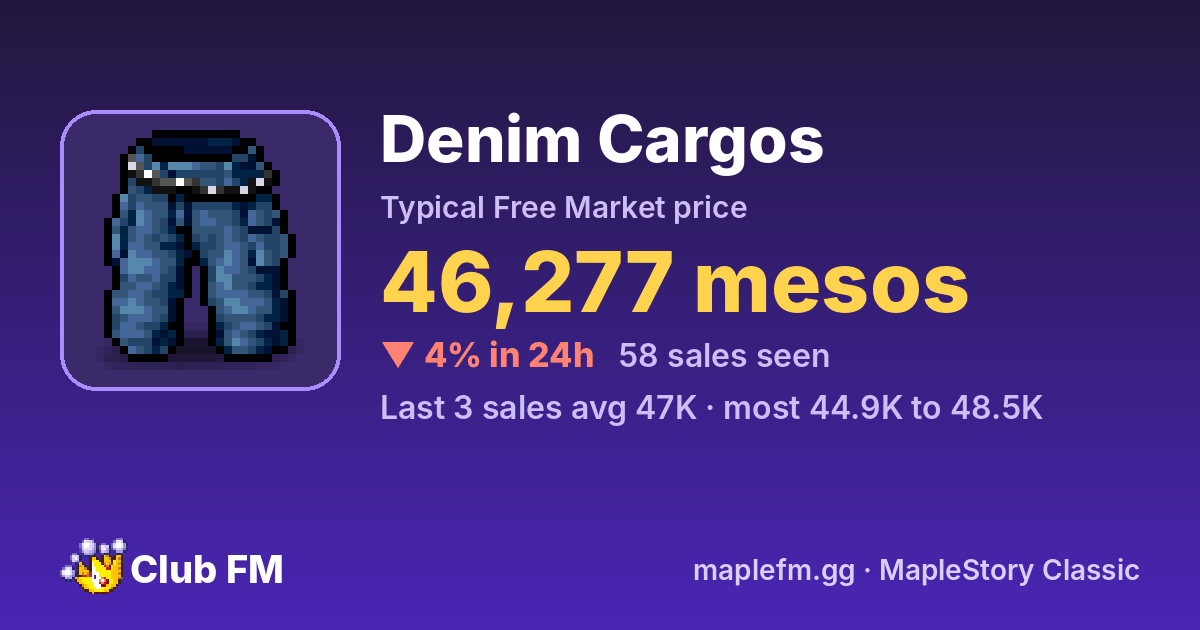 Denim Cargos
Typical Free Market price
46,277 mesos
▼ 4% in 24h 58 sales seen
Last 3 sales avg 47K · most 44.9K to 48.5K
Club FM
maplefm.gg · MapleStory Classic